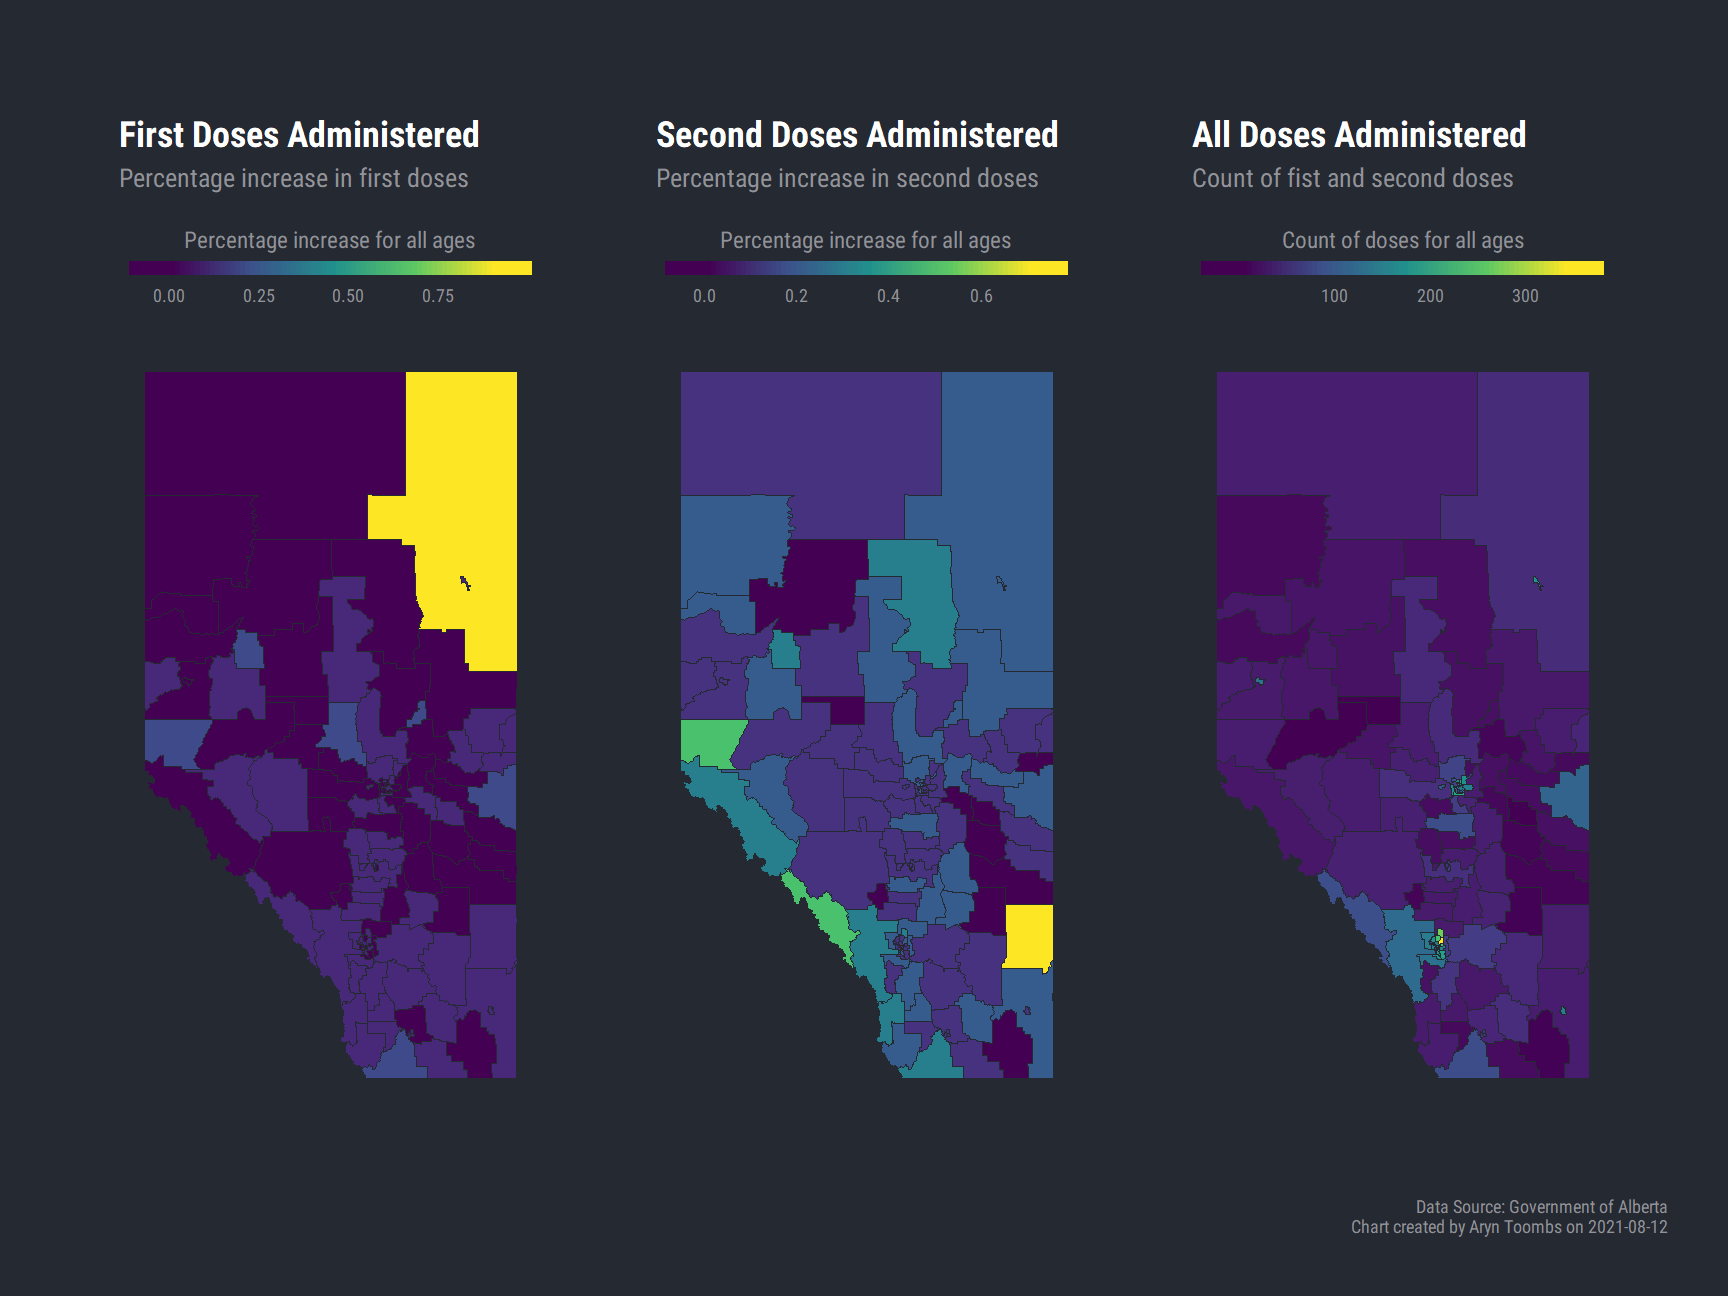 First Doses Administered
Percentage increase in first doses
Percentage increase for all ages
0.00 0.25 0.50 0.75
Second Doses Administered
Percentage increase in second doses
Percentage increase for all ages
0.0 0.2 0.4 0.6
All Doses Administered
Count of fist and second doses
Count of doses for all ages
100 200 300
Data Source: Government of Alberta
Chart created by Aryn Toombs on 2021-08-12